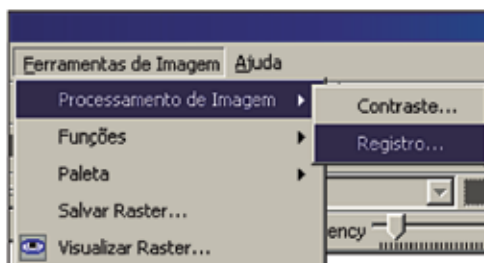 Ferramentas de Imagem Ajuda
Processamento de Imagem
Contraste...
Funções
Registro...
Paleta
Salvar Raster...
Visualizar Raster...
ency